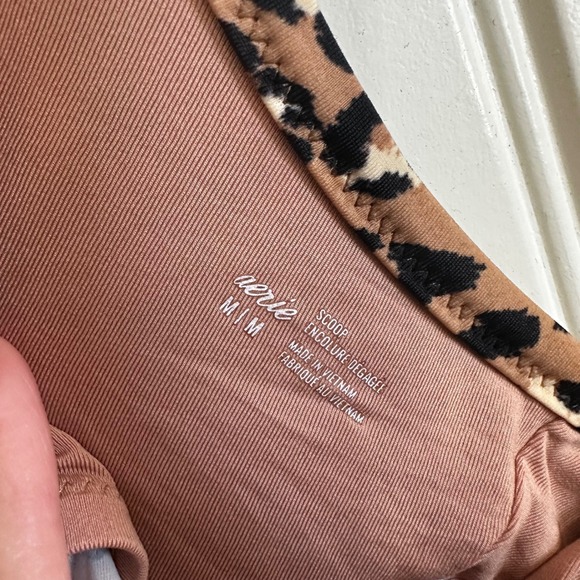 aerie
M | M
SCOOP
ENCOLURE DÉGAGÉE
MADE IN VIETNAM
FABRIQUÉ AU VIETNAM